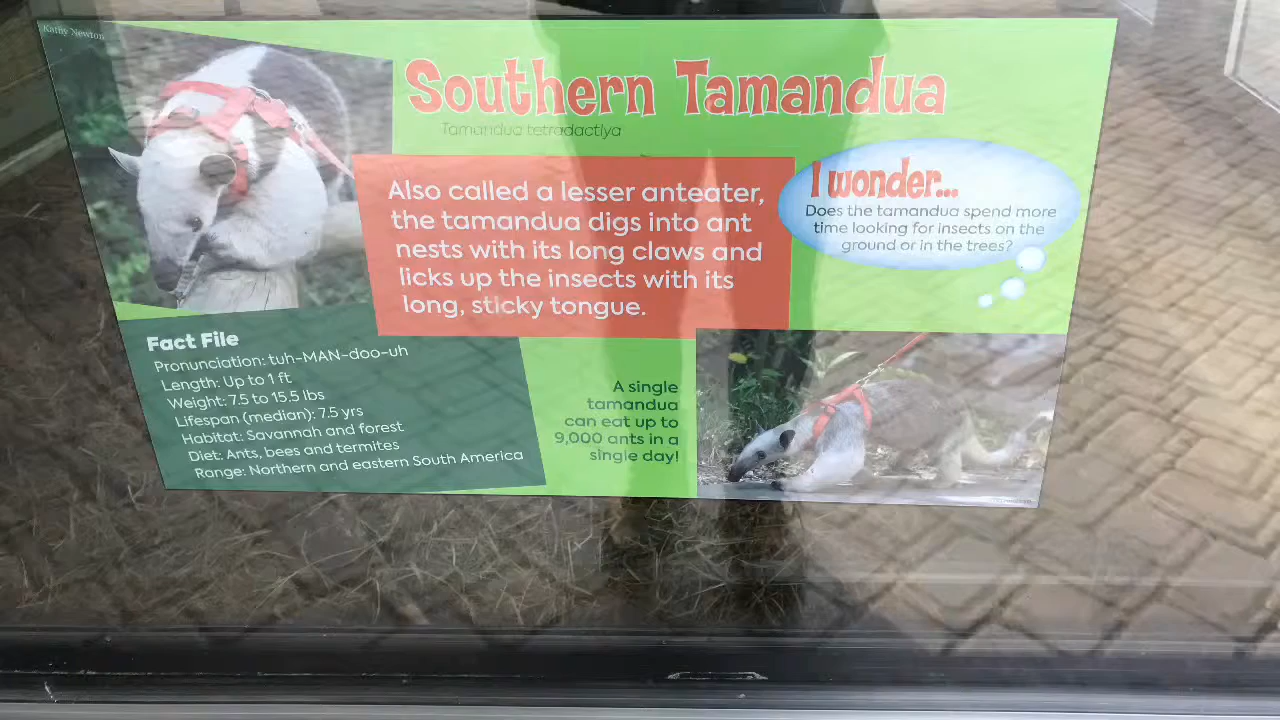 Kathy Newton
Southern Tamandua
Tamandua tetradactlya
Also called a lesser anteater,
the tamandua digs into ant
nests with its long claws and
licks up the insects with its
long, sticky tongue.
I wonder...
Does the tamandua spend more
time looking for insects on the
ground or in the trees?
Fact File
Pronunciation: tuh-MAN-doo-uh
Length: Up to 1 ft
Weight: 7.5 to 15.5 lbs
Lifespan (median): 7.5 yrs
Habitat: Savannah and forest
Diet: Ants, bees and termites
Range: Northern and eastern South America
A single
tamandua
can eat up to
9,000 ants in a
single day!